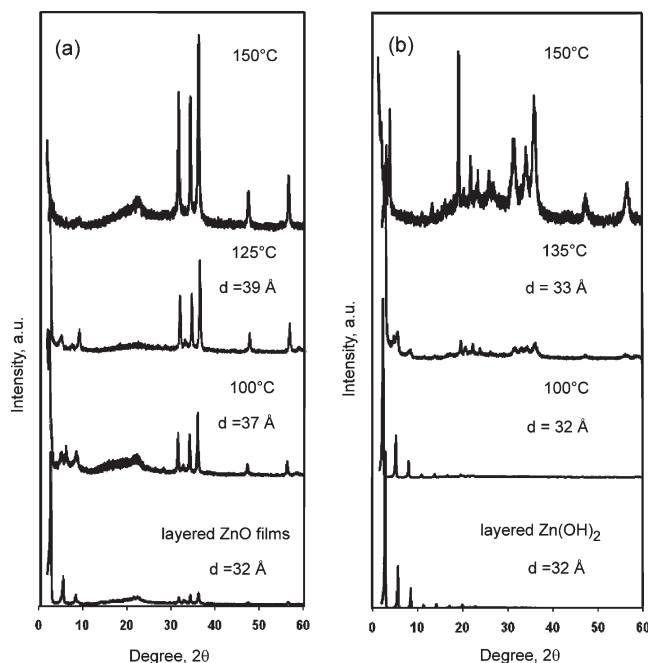 (a)
150°C
125°C
d =39 Å
100°C
d =37 Å
layered ZnO films
d =32 Å
Intensity, a.u.
0 10 20 30 40 50 60
Degree, 2θ
(b)
150°C
135°C
d = 33 Å
100°C
d = 32 Å
layered Zn(OH)2
d =32 Å
Intensity, a.u.
0 10 20 30 40 50 60
Degree, 2θ